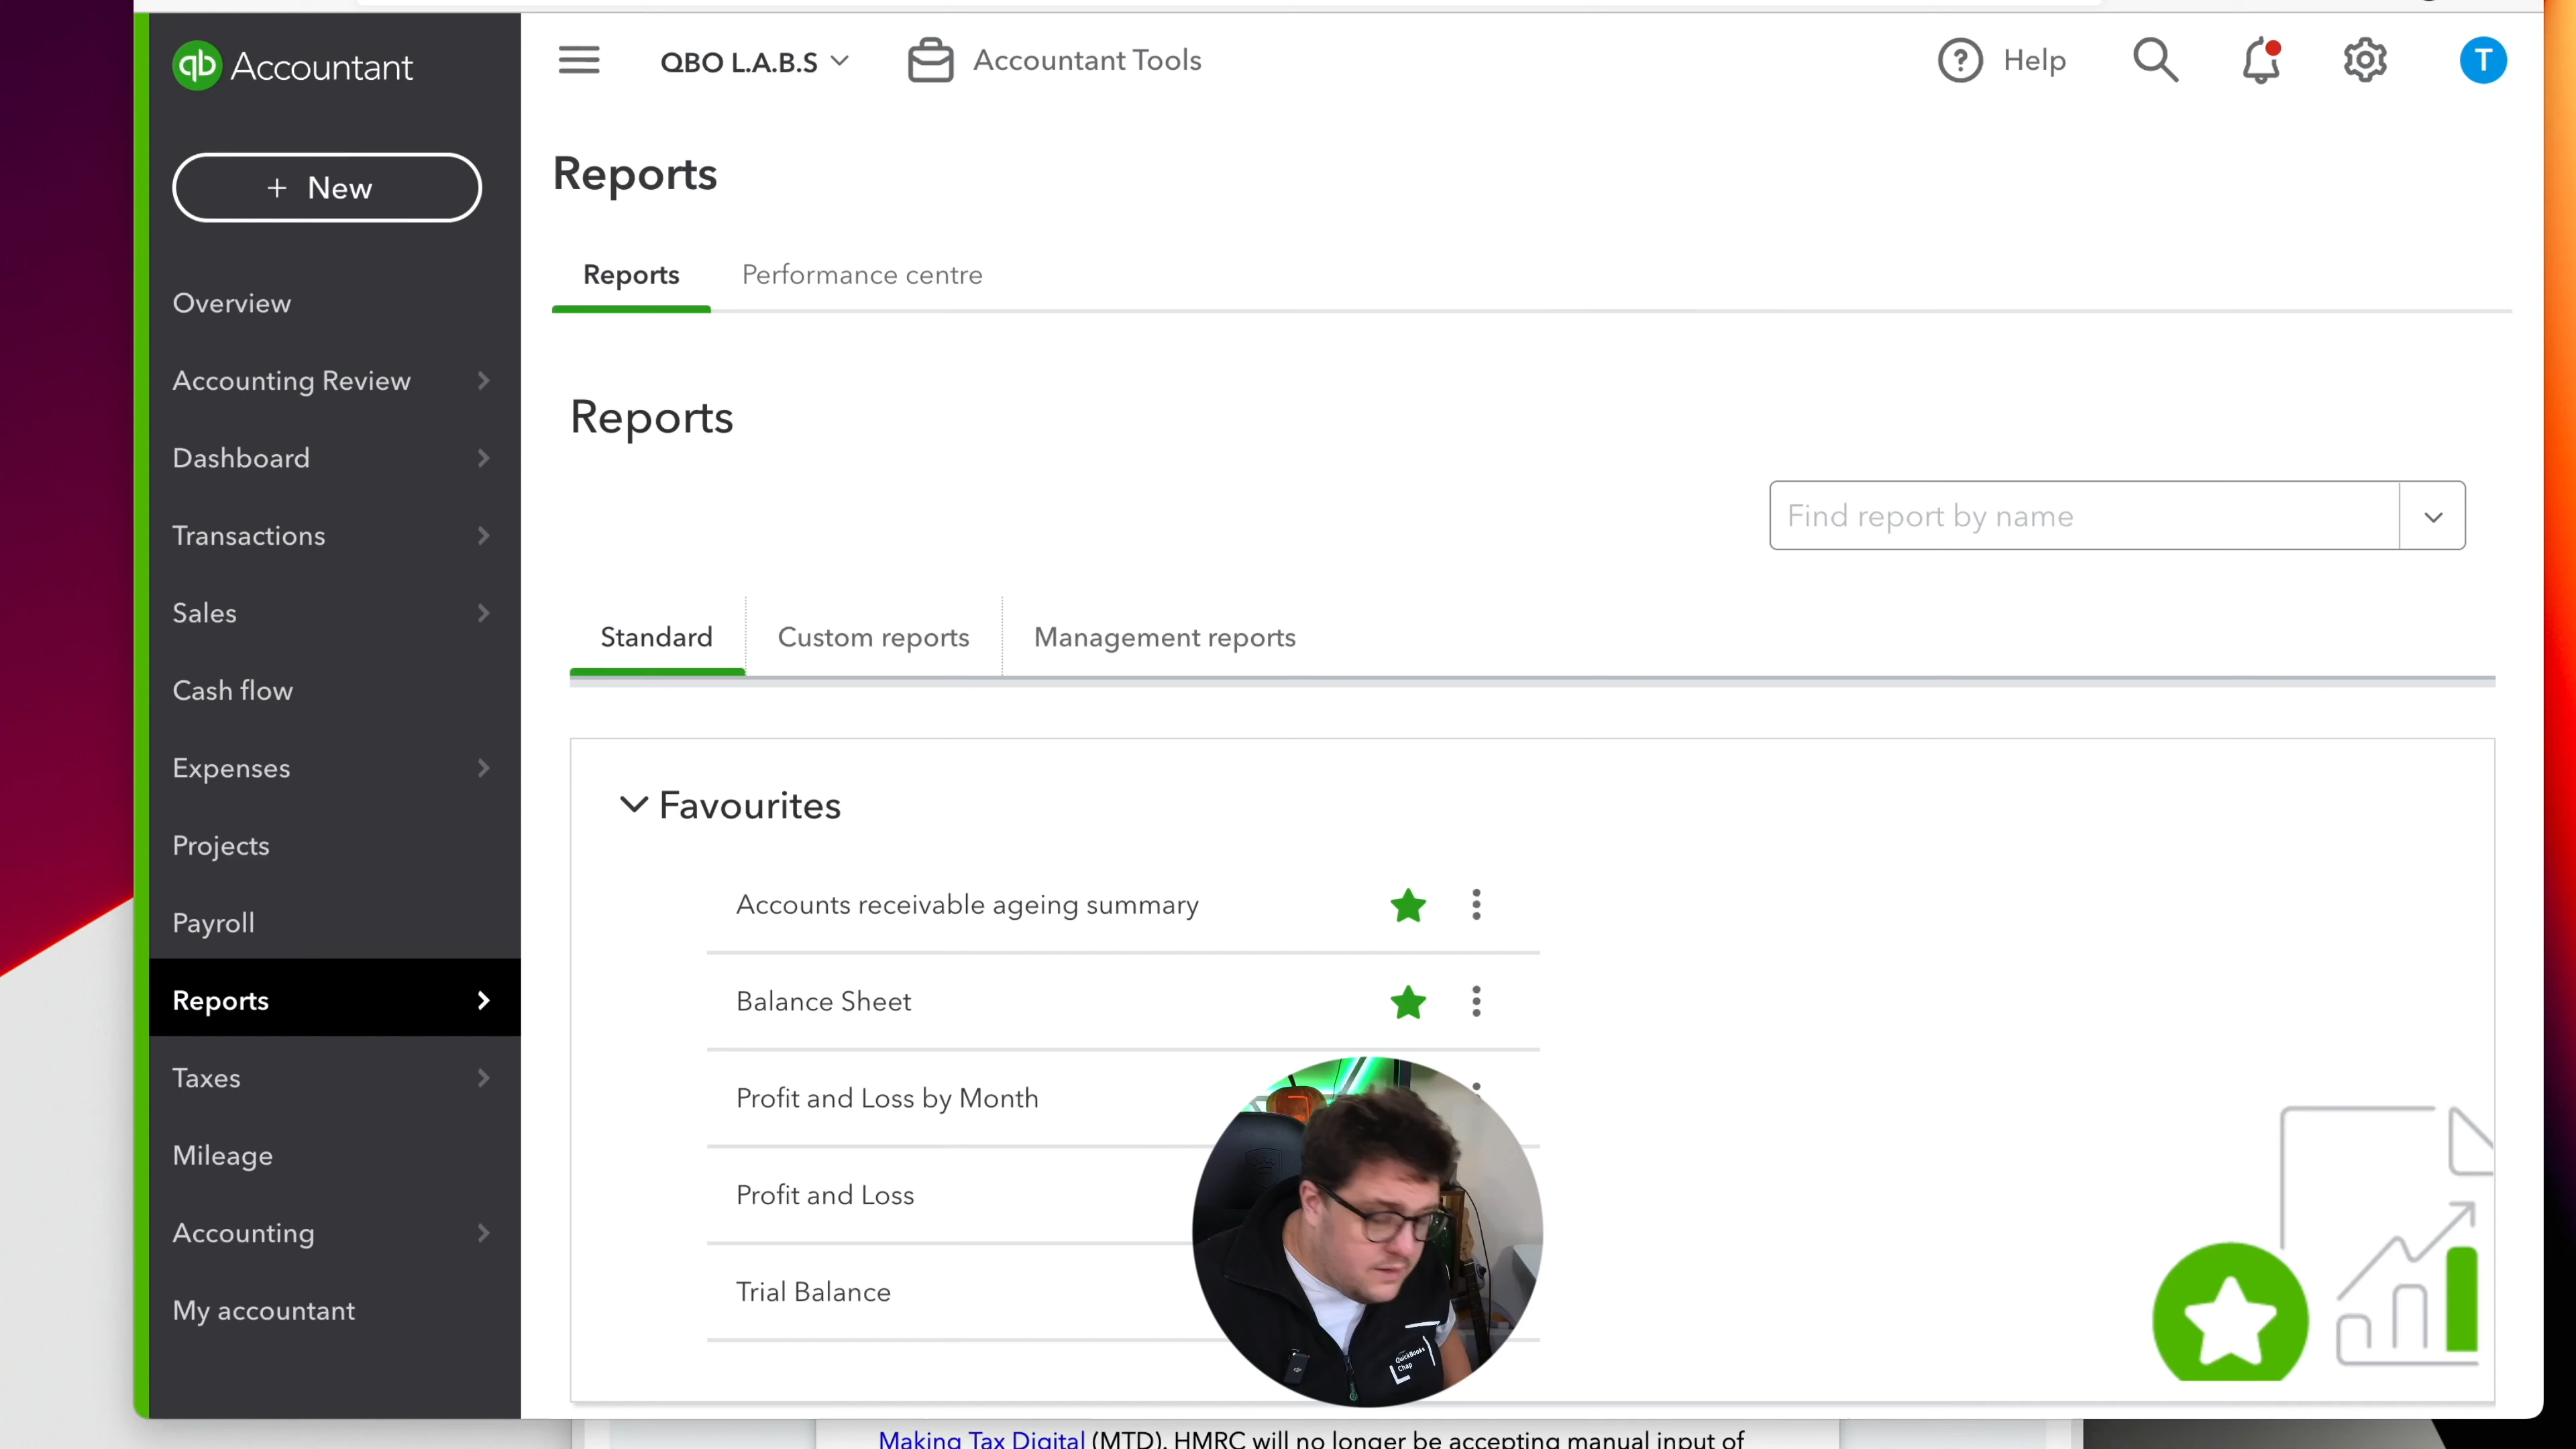 qb Accountant
QBO L.A.B.S
Accountant Tools
Help
T
+ New
Overview
Accounting Review
Dashboard
Transactions
Sales
Cash flow
Expenses
Projects
Payroll
Reports
Taxes
Mileage
Accounting
My accountant
Reports
Reports
Performance centre
Reports
Find report by name
Standard
Custom reports
Management reports
Favourites
Accounts receivable ageing summary
Balance Sheet
Profit and Loss by Month
Profit and Loss
Trial Balance
QuickBooks
Chap
Making Tax Digital (MTD). HMRC will no longer be accepting manual input of